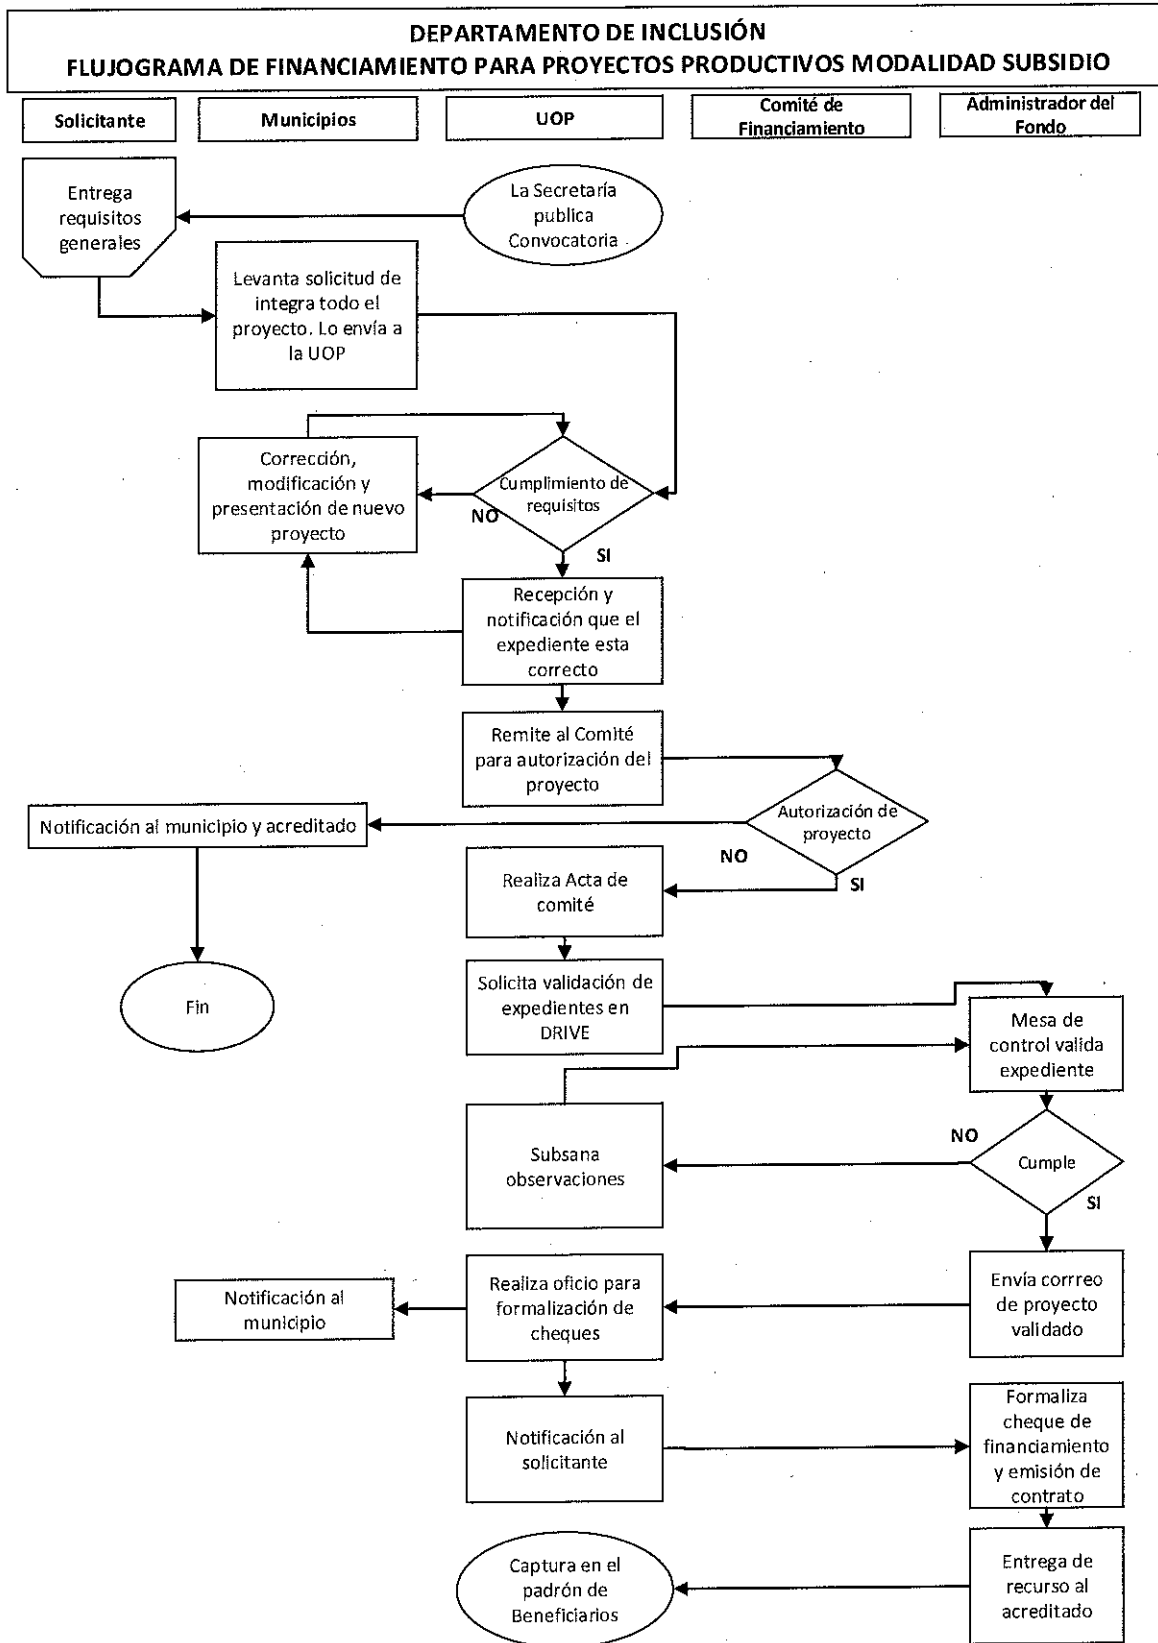 DEPARTAMENTO DE INCLUSIÓN
FLUJOGRAMA DE FINANCIAMIENTO PARA PROYECTOS PRODUCTIVOS MODALIDAD SUBSIDIO
Solicitante
Municipios
UOP
Comité de
Financiamiento
Administrador del
Fondo
Entrega
requisitos
generales
La Secretaría
publica
Convocatoria
Levanta solicitud de
integra todo el
proyecto. Lo envía a
la UOP
Corrección,
modificación y
presentación de nuevo
proyecto
Cumplimiento de
requisitos
NO
SI
Recepción y
notificación que el
expediente esta
correcto
Remite al Comité
para autorización del
proyecto
Autorización de
proyecto
Notificación al municipio y acreditado
NO
SI
Realiza Acta de
comité
Fin
Solicita validación de
expedientes en
DRIVE
Mesa de
control valida
expediente
NO
Cumple
SI
Subsana
observaciones
Notificación al
municipio
Realiza oficio para
formalización de
cheques
Envía corrreo
de proyecto
validado
Notificación al
solicitante
Formaliza
cheque de
financiamiento
y emisión de
contrato
Captura en el
padrón de
Beneficiarios
Entrega de
recurso al
acreditado